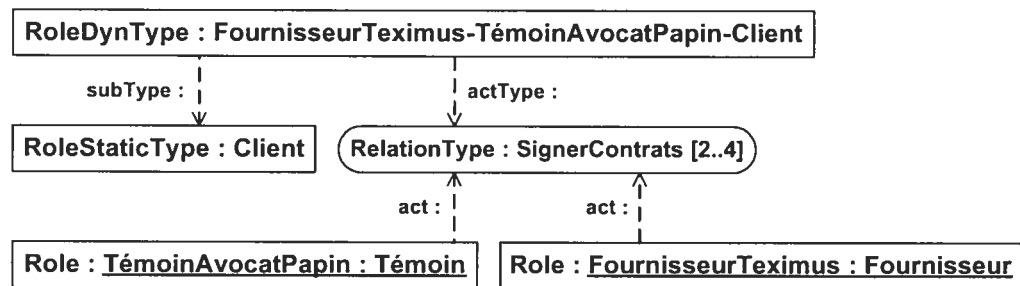 RoleDynType : FournisseurTeximus-TémoinAvocatPapin-Client
subType :
actType :
RoleStaticType : Client
RelationType : SignerContrats [2..4]
act :
act :
Role : TémoinAvocatPapin : Témoin
Role : FournisseurTeximus : Fournisseur